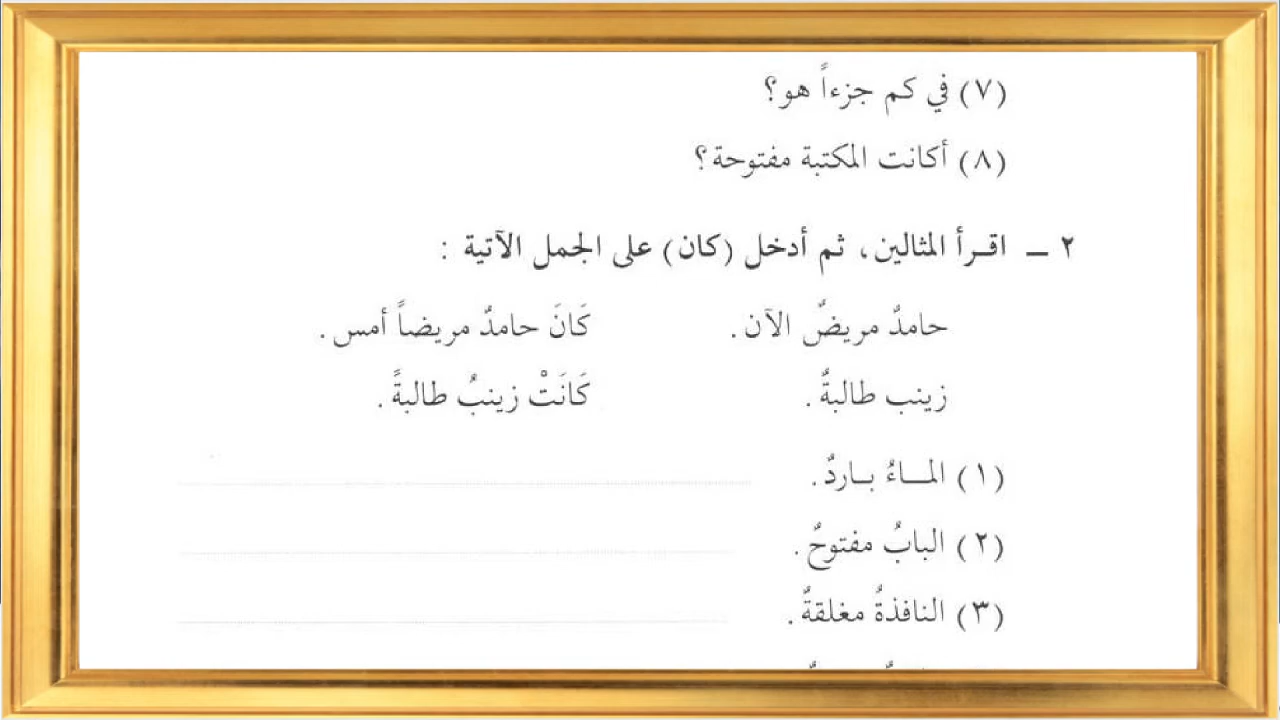 (٧) في كم جزءاً هو؟
(٨) أكانت المكتبة مفتوحة؟
٢ ــ اقـرأ المثالين، ثم أدخل (كان) على الجمل الآتية :
حامدٌ مريضٌ الآن. كَانَ حامدٌ مريضاً أمس.
زينب طالبةٌ. كَانَتْ زينبُ طالبةً.
(١) المــاءُ بـاردٌ.
(٢) البابُ مفتوحٌ.
(٣) النافذةُ مغلقةٌ.